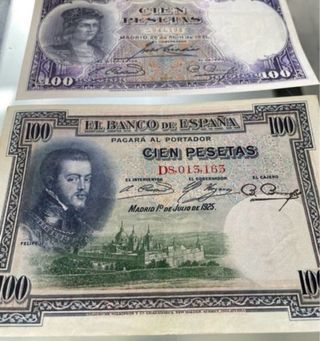 CIEN
PESETAS
MADRID, 25 de Abril de 1931.
100
100
100
100
EL BANCO DE ESPAÑA
PAGARÁ AL PORTADOR
CIEN PESETAS
D8,013,163
EL INTERVENTOR EL GOBERNADOR EL CAJERO
MADRID 1º DE JULIO DE 1925.
FELIPE
100
100